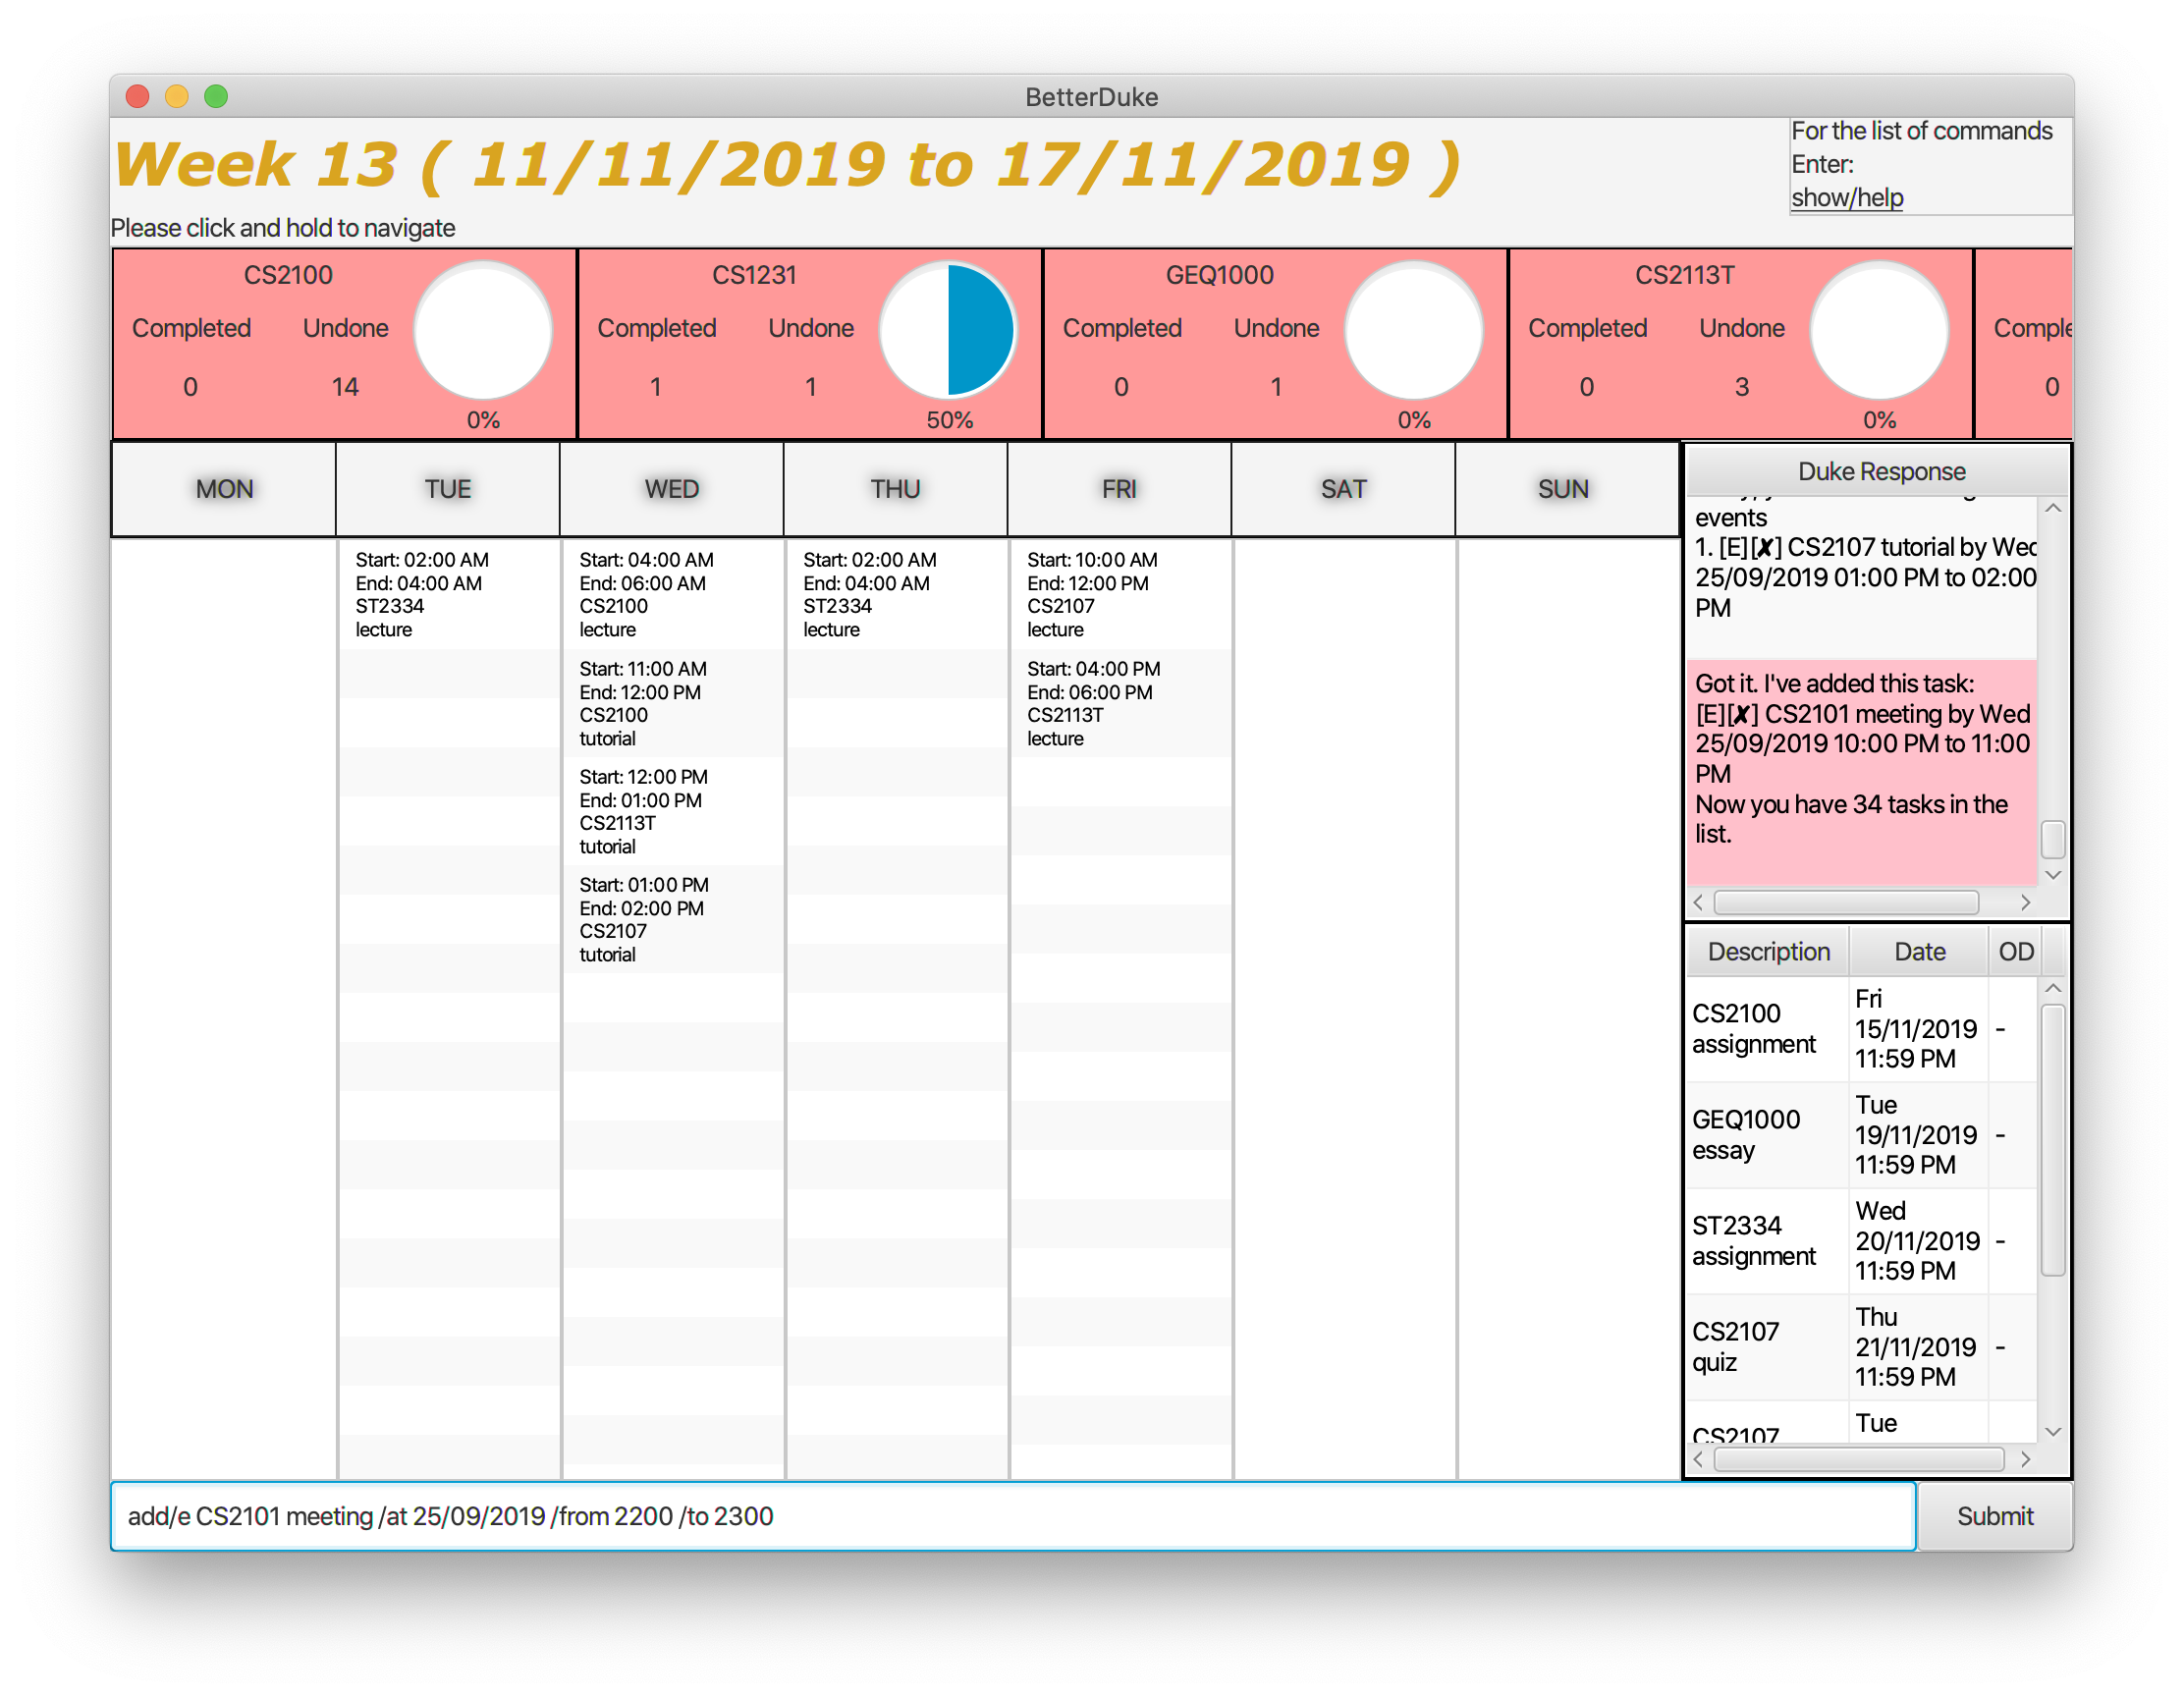 BetterDuke
Week 13 ( 11/11/2019 to 17/11/2019 )
For the list of commands
Enter:
show/help
Please click and hold to navigate
CS2100
Completed Undone
0 14
0%
CS1231
Completed Undone
1 1
50%
GEQ1000
Completed Undone
0 1
0%
CS2113T
Completed Undone
0 3
0%
Comple
0
MON TUE WED THU FRI SAT SUN
Start: 02:00 AM
End: 04:00 AM
ST2334
lecture
Start: 04:00 AM
End: 06:00 AM
CS2100
lecture
Start: 11:00 AM
End: 12:00 PM
CS2100
tutorial
Start: 12:00 PM
End: 01:00 PM
CS2113T
tutorial
Start: 01:00 PM
End: 02:00 PM
CS2107
tutorial
Start: 02:00 AM
End: 04:00 AM
ST2334
lecture
Start: 10:00 AM
End: 12:00 PM
CS2107
lecture
Start: 04:00 PM
End: 06:00 PM
CS2113T
lecture
Duke Response
events
1. [E][✘] CS2107 tutorial by Wed
25/09/2019 01:00 PM to 02:00
PM
Got it. I've added this task:
[E][✘] CS2101 meeting by Wed
25/09/2019 10:00 PM to 11:00
PM
Now you have 34 tasks in the
list.
Description Date OD
CS2100
assignment
Fri
15/11/2019
11:59 PM
-
GEQ1000
essay
Tue
19/11/2019
11:59 PM
-
ST2334
assignment
Wed
20/11/2019
11:59 PM
-
CS2107
quiz
Thu
21/11/2019
11:59 PM
-
CS2107
Tue
add/e CS2101 meeting /at 25/09/2019 /from 2200 /to 2300
Submit